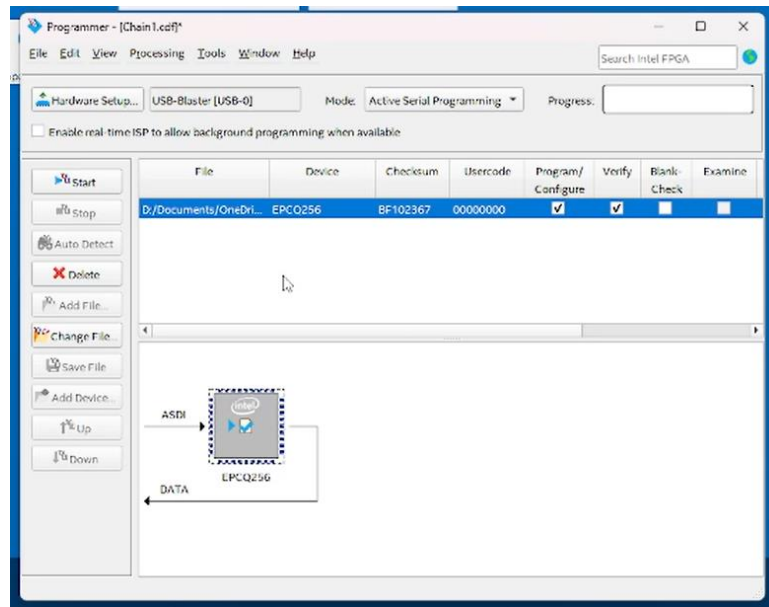 Programmer - [Chain1.cdf]*
File Edit View Processing Tools Window Help
Search Intel FPGA
Hardware Setup... USB-Blaster [USB-0] Mode: Active Serial Programming Progress:
Enable real-time ISP to allow background programming when available
File Device Checksum Usercode Program/Configure Verify Blank-Check Examine
D:/Documents/OneDri... EPCQ256 BF102367 00000000
Start
Stop
Auto Detect
Delete
Add File...
Change File...
Save File
Add Device...
Up
Down
intel
ASDI
EPCQ256
DATA